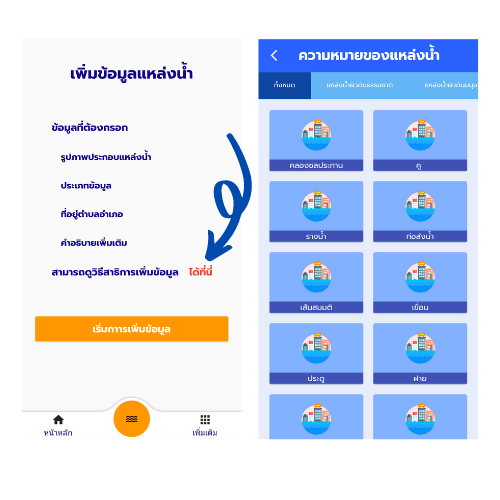 เพิ่มข้อมูลแหล่งน้ำ
ข้อมูลที่ต้องกรอก
รูปภาพประกอบแหล่งน้ำ
ประเภทข้อมูล
ที่อยู่ตำบลอำเภอ
คำอธิบายเพิ่มเติม
สามารถดูวิธีสาธิการเพิ่มข้อมูล ได้ที่นี่
เริ่มการเพิ่มข้อมูล
หน้าหลัก
เพิ่มเติม
ความหมายของแหล่งน้ำ
ทั้งหมด แหล่งน้ำผิวดินธรรมชาติ แหล่งน้ำผิวดินมนุษ
คลองชลประทาน คู
รางน้ำ ท่อส่งน้ำ
เส้นสมมติ เขื่อน
ประตู ฝาย